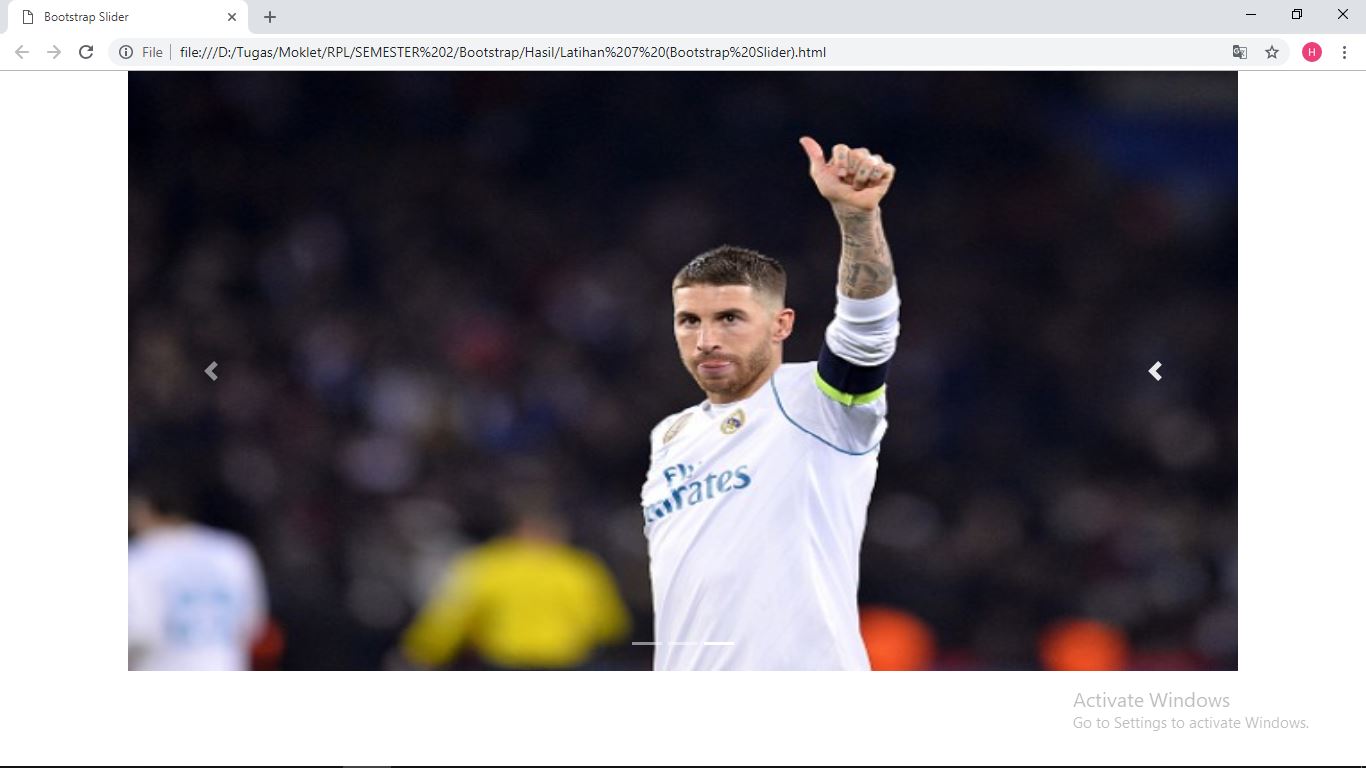 Bootstrap Slider
File
file:///D:/Tugas/Moklet/RPL/SEMESTER%202/Bootstrap/Hasil/Latihan%207%20(Bootstrap%20Slider).html
H
Fly
Emirates
Activate Windows
Go to Settings to activate Windows.